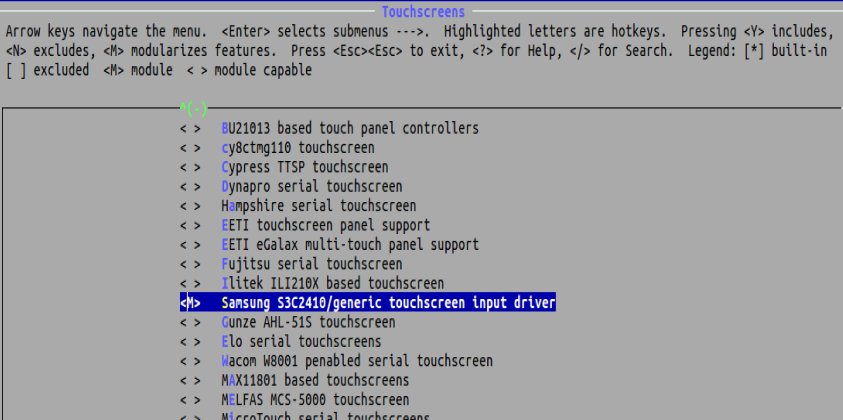 Touchscreens
Arrow keys navigate the menu.  <Enter> selects submenus --->.  Highlighted letters are hotkeys.  Pressing <Y> includes,
<N> excludes, <M> modularizes features.  Press <Esc><Esc> to exit, <?> for Help, </> for Search.  Legend: [*] built-in
[ ] excluded  <M> module  < > module capable
^(-)
< >   BU21013 based touch panel controllers
< >   cy8ctmg110 touchscreen
< >   Cypress TTSP touchscreen
< >   Dynapro serial touchscreen
< >   Hampshire serial touchscreen
< >   EETI touchscreen panel support
< >   EETI eGalax multi-touch panel support
< >   Fujitsu serial touchscreen
< >   Ilitek ILI210X based touchscreen
<M>   Samsung S3C2410/generic touchscreen input driver
< >   Gunze AHL-51S touchscreen
< >   Elo serial touchscreens
< >   Wacom W8001 penabled serial touchscreen
< >   MAX11801 based touchscreens
< >   MELFAS MCS-5000 touchscreen
< >   MicroTouch serial touchscreens